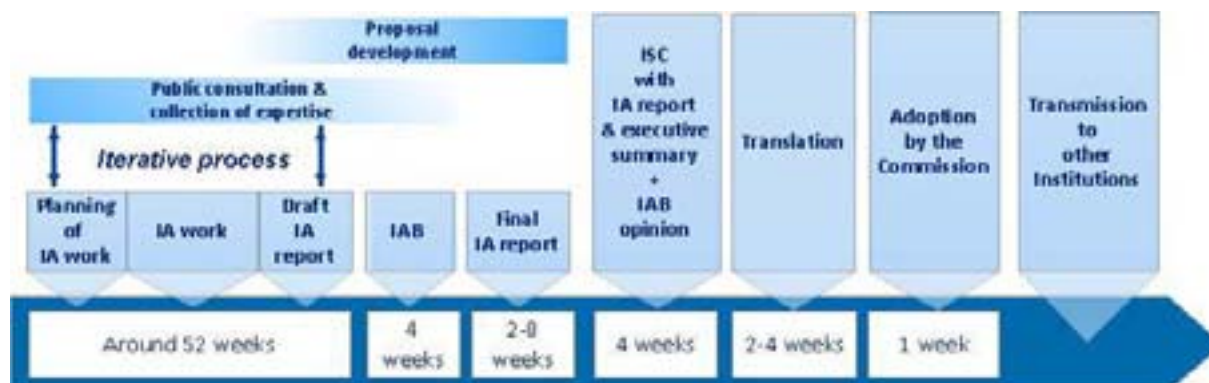 Proposal
development
Public consultation &
collection of expertise
Iterative process
Planning
of
IA work
IA work
Draft
IA
report
IAB
Final
IA report
ISC
with
IA report
& executive
summary
+
IAB
opinion
Translation
Adoption
by the
Commission
Transmission
to
other
Institutions
Around 52 weeks
4
weeks
weeks
4 weeks
2-4 weeks
1 week